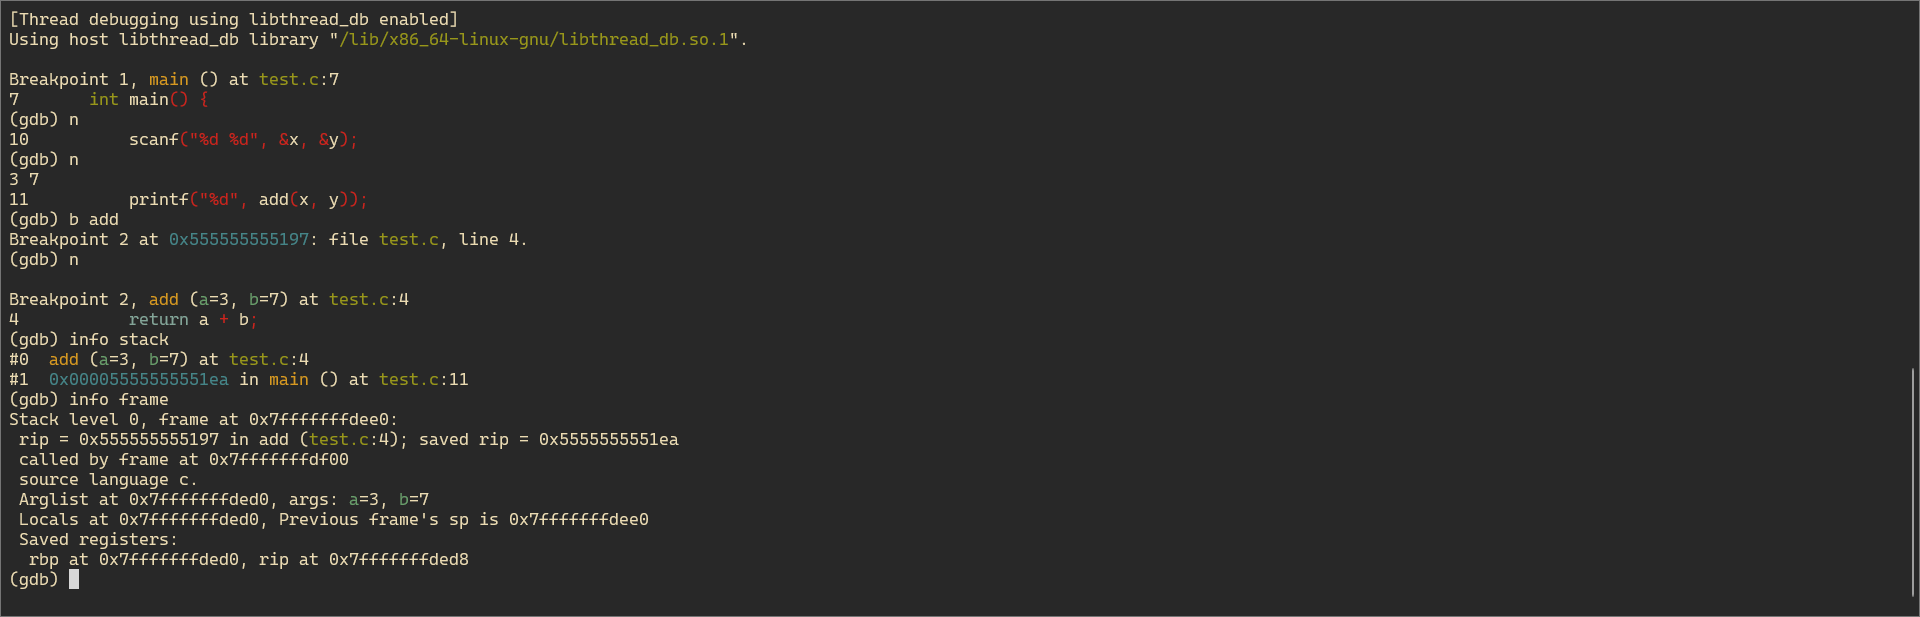 [Thread debugging using libthread_db enabled]
Using host libthread_db library "/lib/x86_64-linux-gnu/libthread_db.so.1".
Breakpoint 1, main () at test.c:7
7       int main() {
(gdb) n
10          scanf("%d %d", &x, &y);
(gdb) n
3 7
11          printf("%d", add(x, y));
(gdb) b add
Breakpoint 2 at 0x555555555197: file test.c, line 4.
(gdb) n
Breakpoint 2, add (a=3, b=7) at test.c:4
4           return a + b;
(gdb) info stack
#0  add (a=3, b=7) at test.c:4
#1  0x00005555555551ea in main () at test.c:11
(gdb) info frame
Stack level 0, frame at 0x7fffffffdee0:
 rip = 0x555555555197 in add (test.c:4); saved rip = 0x5555555551ea
 called by frame at 0x7fffffffdf00
 source language c.
 Arglist at 0x7fffffffded0, args: a=3, b=7
 Locals at 0x7fffffffded0, Previous frame's sp is 0x7fffffffdee0
 Saved registers:
  rbp at 0x7fffffffded0, rip at 0x7fffffffded8
(gdb)